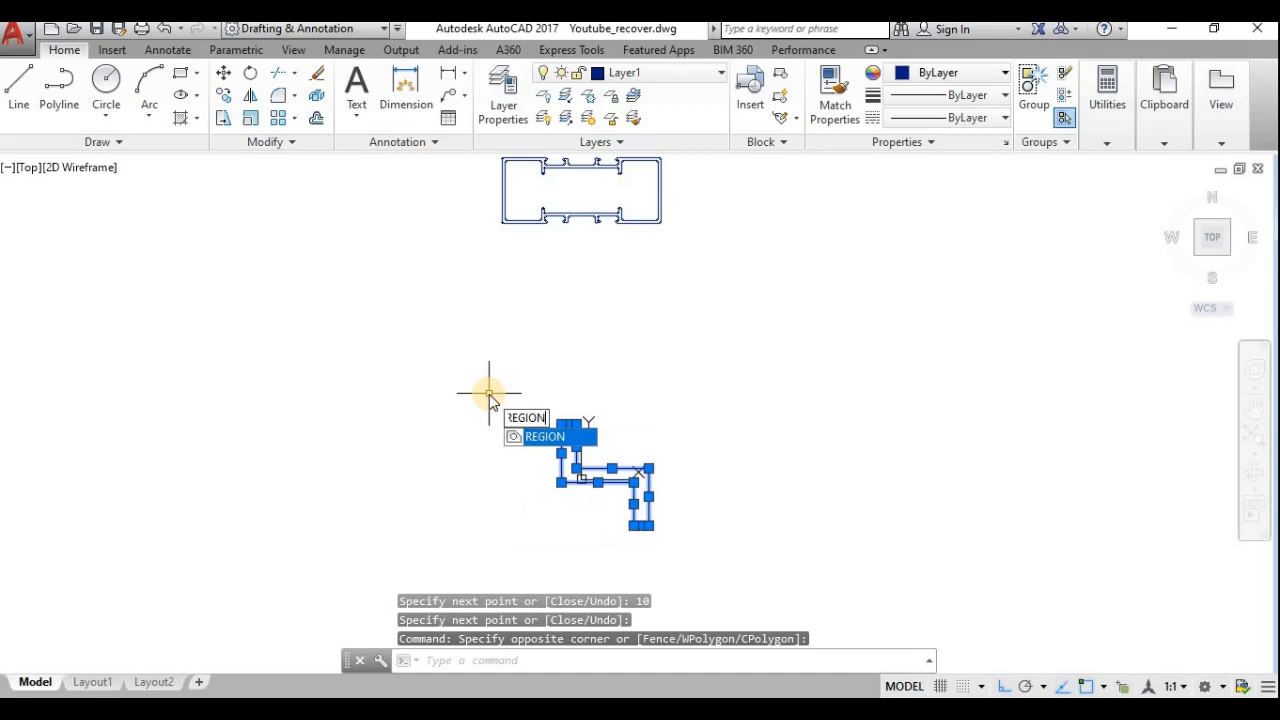 Drafting & Annotation
Autodesk AutoCAD 2017 Youtube_recover.dwg
Type a keyword or phrase
Sign In
Home Insert Annotate Parametric View Manage Output Add-ins A360 Express Tools Featured Apps BIM 360 Performance
Layer1
ByLayer
ByLayer
ByLayer
Line Polyline Circle Arc
Text Dimension
Layer
Properties
Insert
Match
Properties
Group Utilities Clipboard View
Draw Modify Annotation Layers Block Properties Groups
[−][Top][2D Wireframe]
N
W TOP E
S
WCS
REGION
REGION
Y
X
Specify next point or [Close/Undo]: 10
Specify next point or [Close/Undo]:
Command: Specify opposite corner or [Fence/WPolygon/CPolygon]:
Type a command
Model Layout1 Layout2
MODEL 1:1